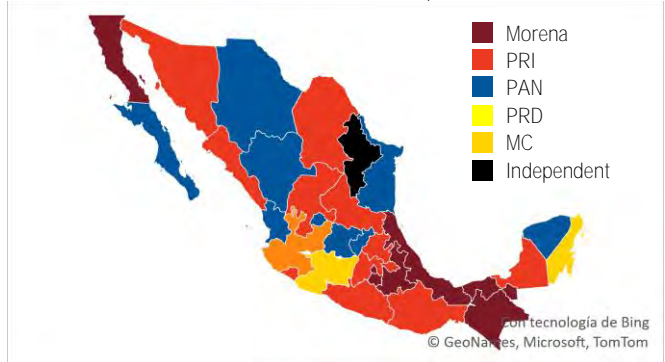 Morena
PRI
PAN
PRD
MC
Independent
Con tecnología de Bing
© GeoNames, Microsoft, TomTom